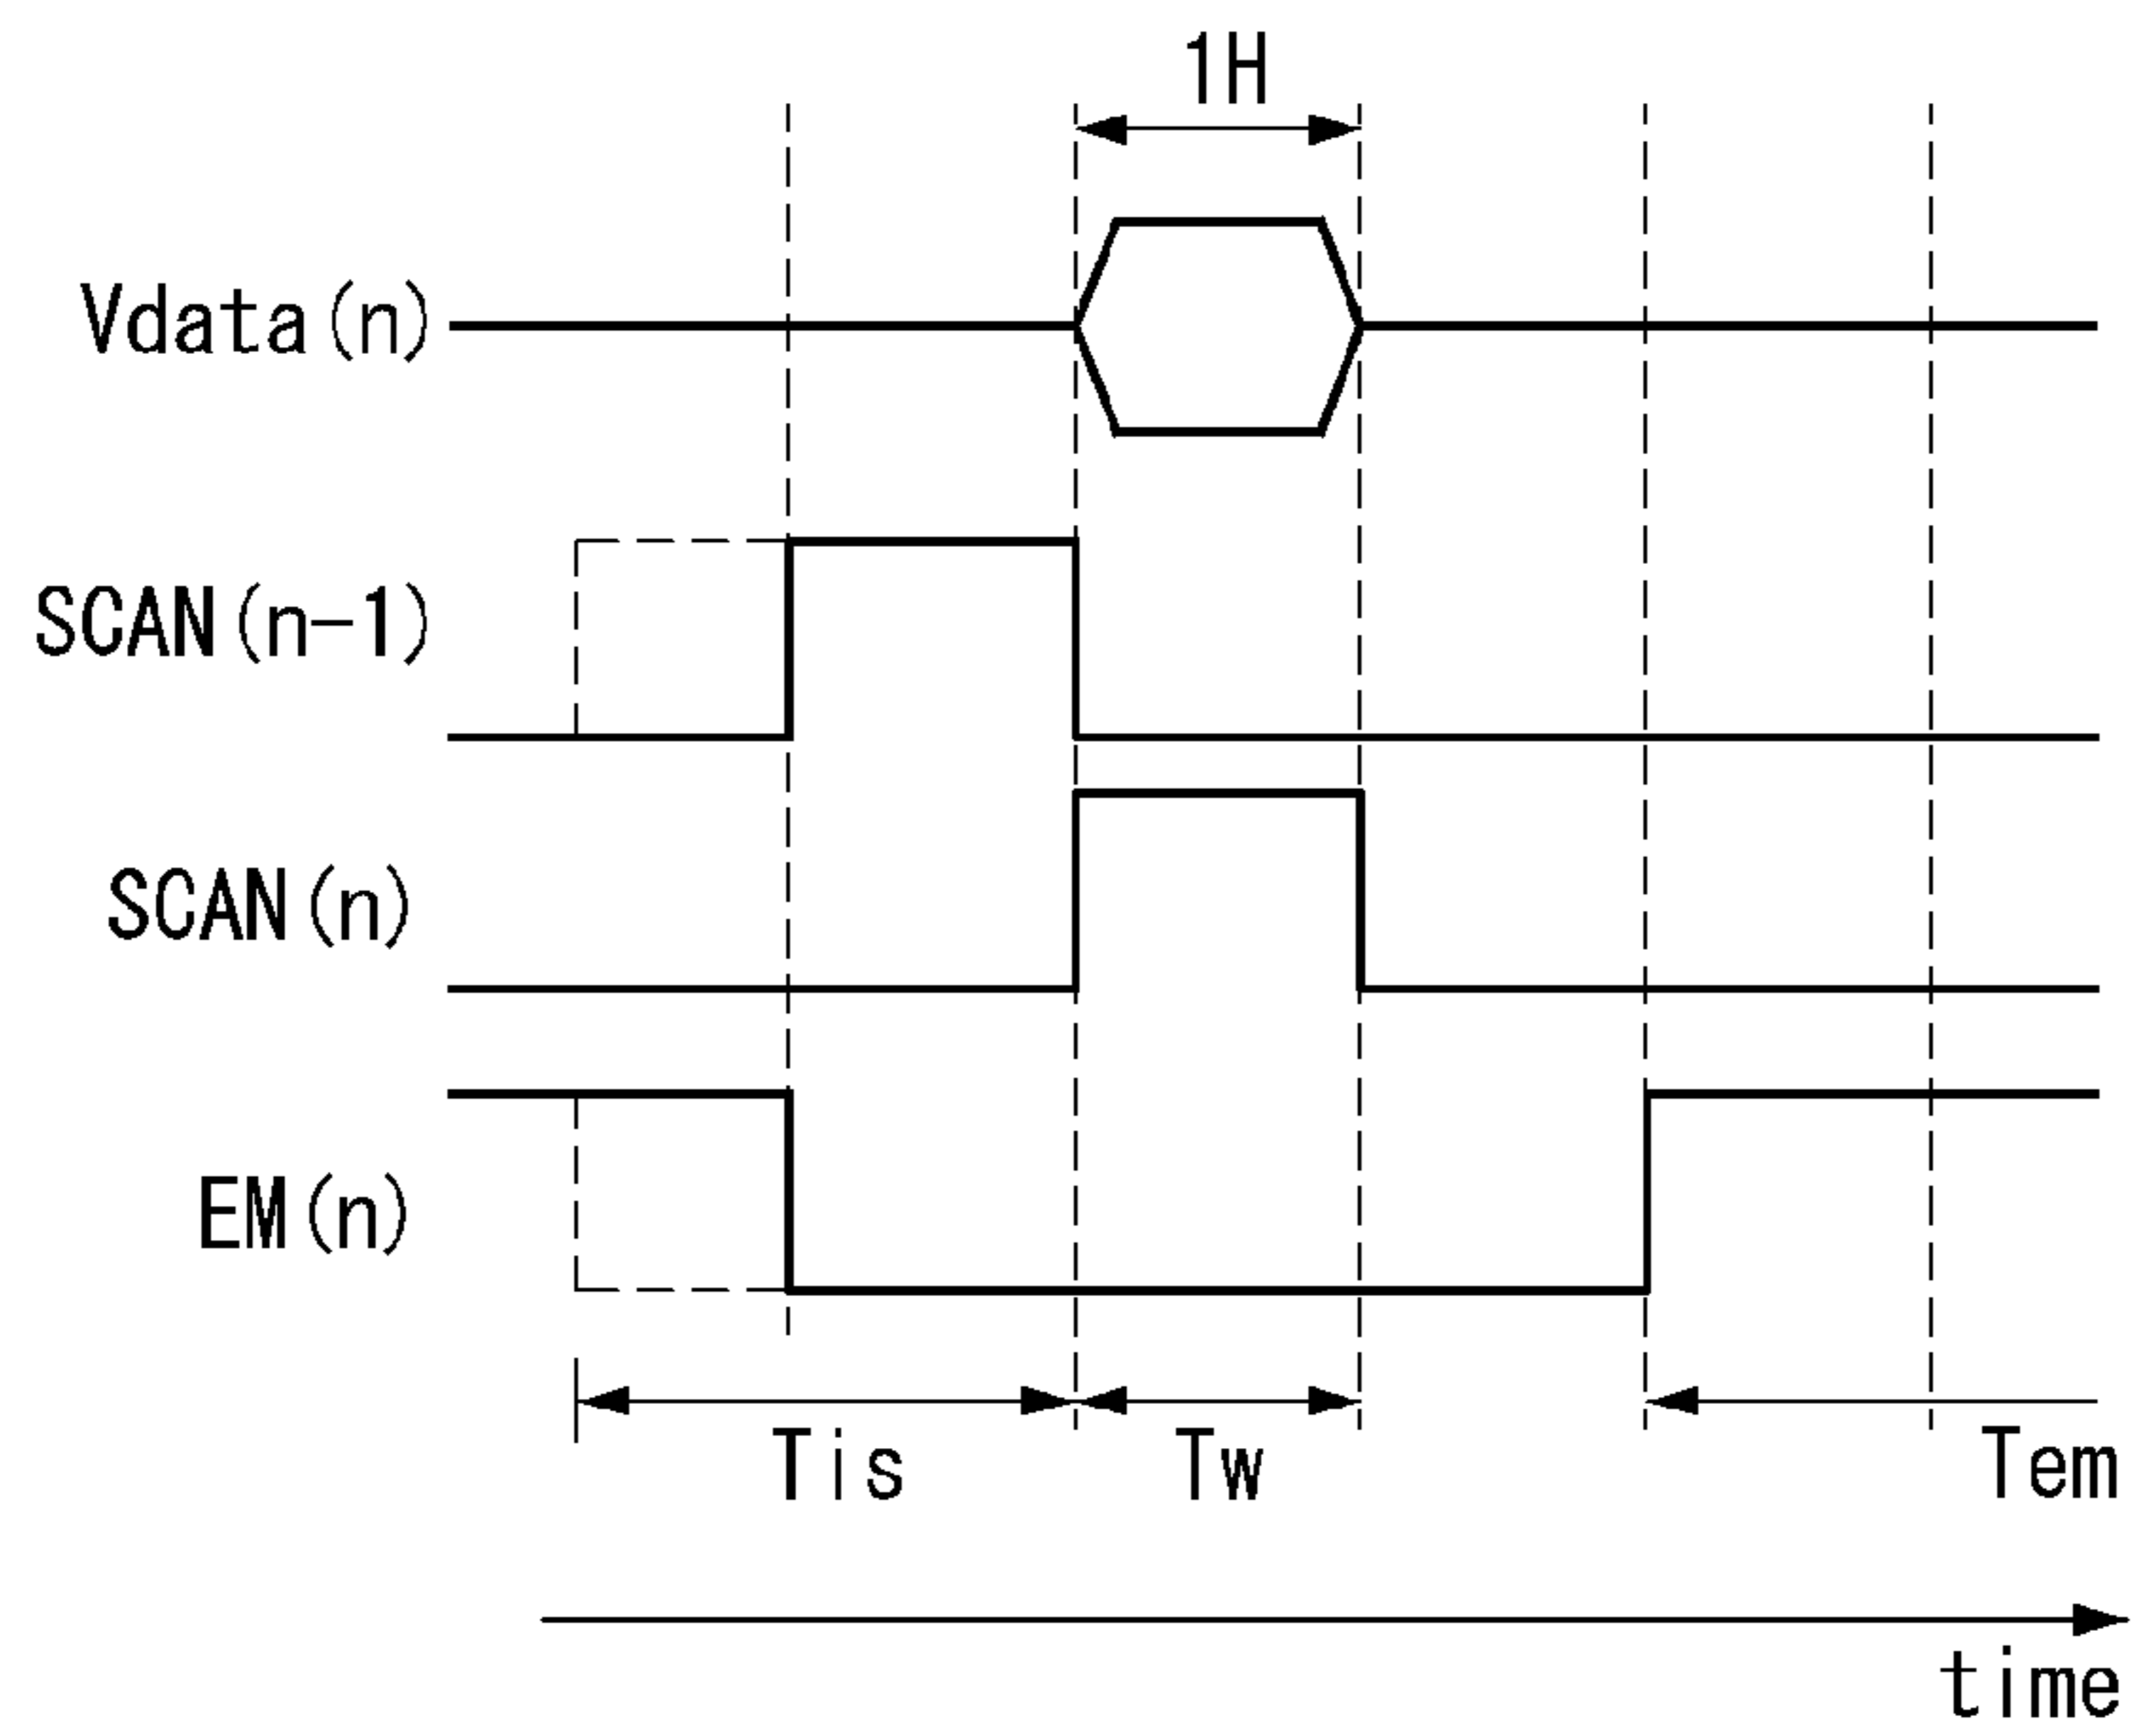 1H
Vdata(n)
SCAN(n-1)
SCAN(n)
EM(n)
Tis
Tw
Tem
time